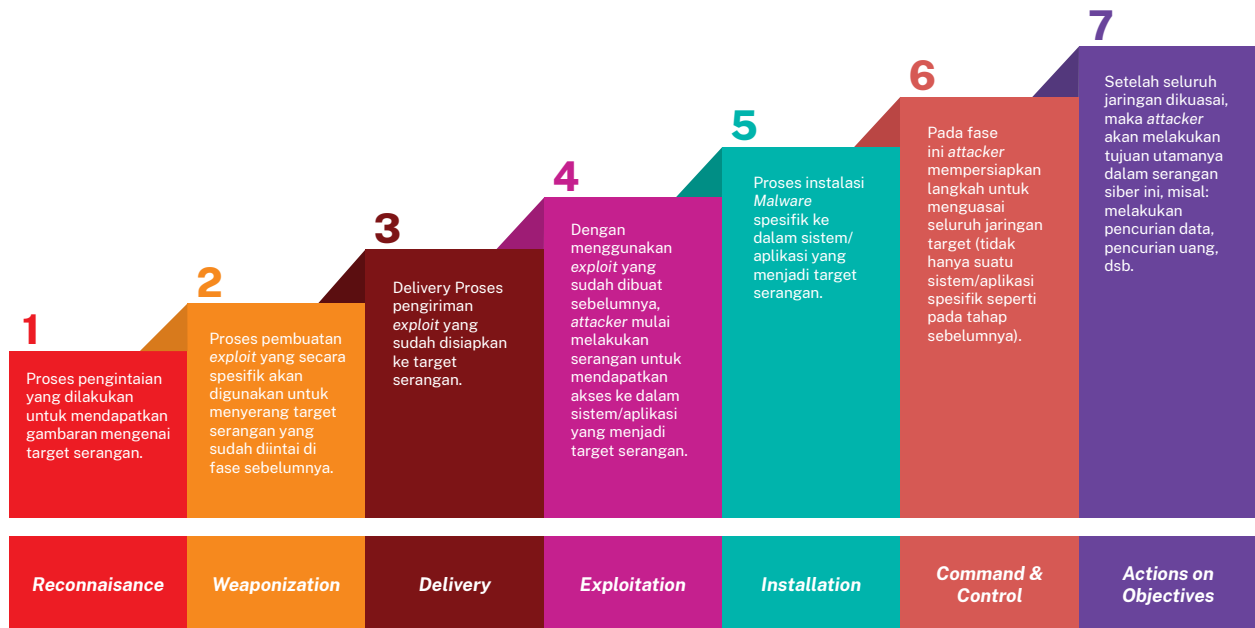 1
Proses pengintaian
yang dilakukan
untuk mendapatkan
gambaran mengenai
target serangan.
2
Proses pembuatan
exploit yang secara
spesifik akan
digunakan untuk
menyerang target
serangan yang
sudah diintai di
fase sebelumnya.
3
Delivery Proses
pengiriman
exploit yang
sudah disiapkan
ke target
serangan.
4
Dengan
menggunakan
exploit yang
sudah dibuat
sebelumnya,
attacker mulai
melakukan
serangan untuk
mendapatkan
akses ke dalam
sistem/aplikasi
yang menjadi
target serangan.
5
Proses instalasi
Malware
spesifik ke
dalam sistem/
aplikasi yang
menjadi target
serangan.
6
Pada fase
ini attacker
mempersiapkan
langkah untuk
menguasai
seluruh jaringan
target (tidak
hanya suatu
sistem/aplikasi
spesifik seperti
pada tahap
sebelumnya).
7
Setelah seluruh
jaringan dikuasai,
maka attacker
akan melakukan
tujuan utamanya
dalam serangan
siber ini, misal:
melakukan
pencurian data,
pencurian uang,
dsb.
Reconnaisance
Weaponization
Delivery
Exploitation
Installation
Command &
Control
Actions on
Objectives